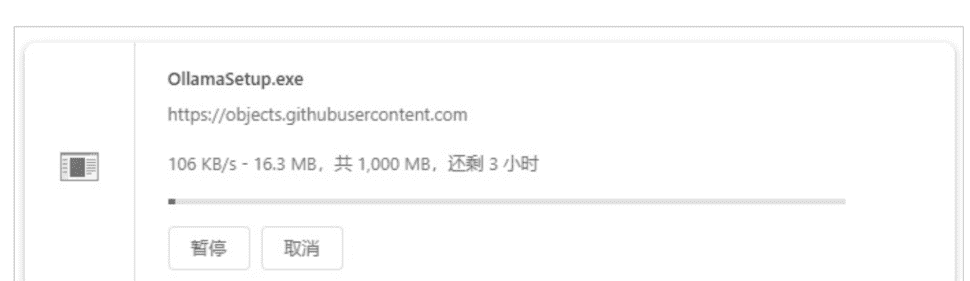 OllamaSetup.exe
https://objects.githubusercontent.com
106 KB/s - 16.3 MB，共 1,000 MB，还剩 3 小时
暂停 取消